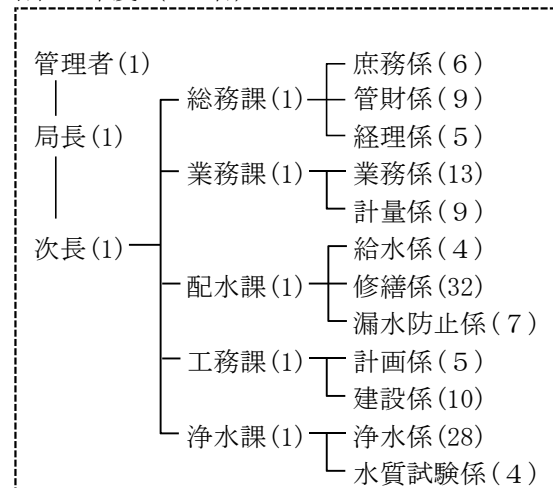 管理者(1)
局長(1)
次長(1)
総務課(1)
庶務係(6)
管財係(9)
経理係(5)
業務課(1)
業務係(13)
計量係(9)
配水課(1)
給水係(4)
修繕係(32)
漏水防止係(7)
工務課(1)
計画係(5)
建設係(10)
浄水課(1)
浄水係(28)
水質試験係(4)